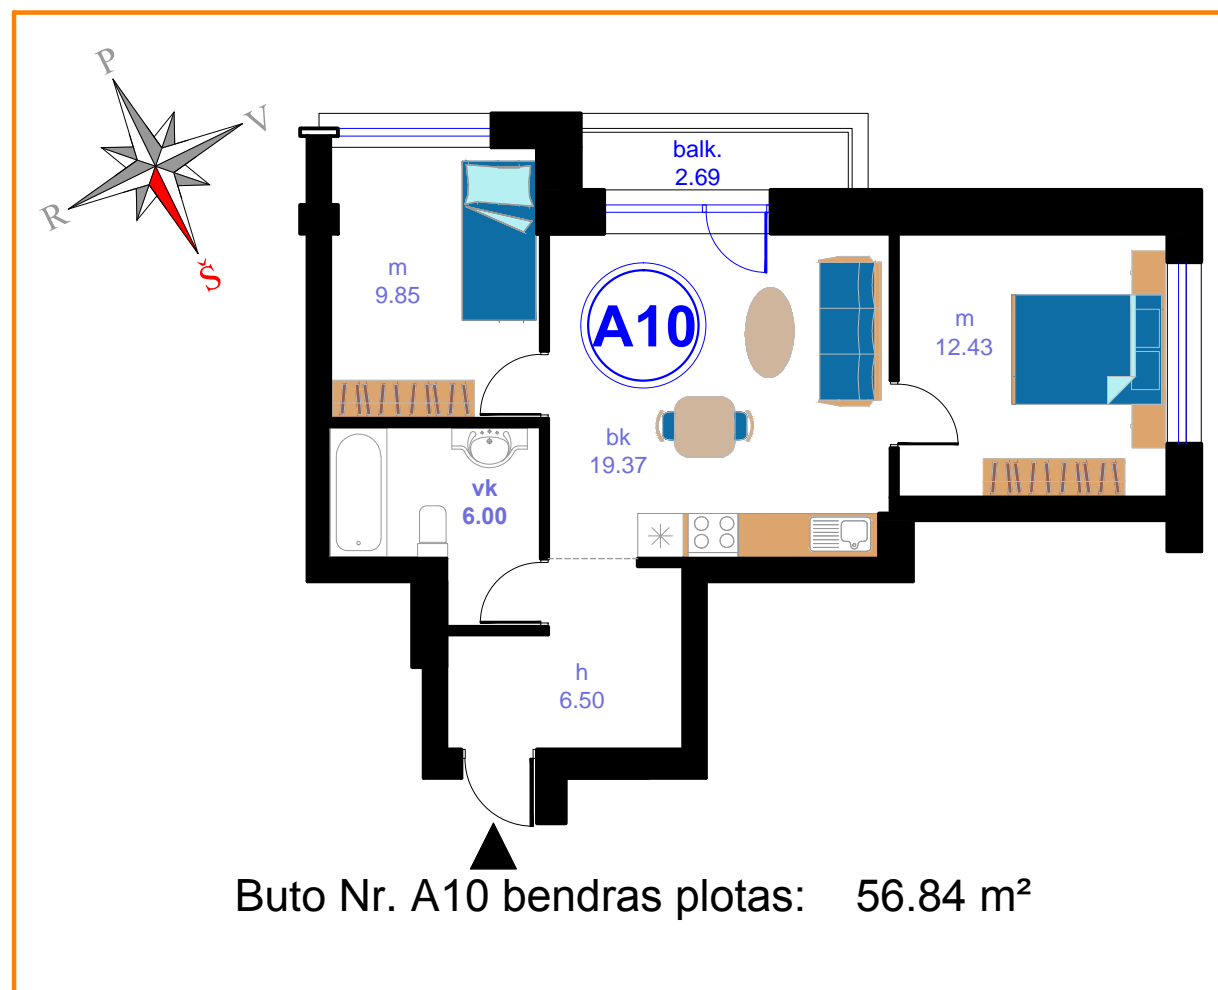 P
V
R
Š
balk.
2.69
m
9.85
A10
m
12.43
bk
19.37
vk
6.00
h
6.50
Buto Nr. A10 bendras plotas: 56.84 m²